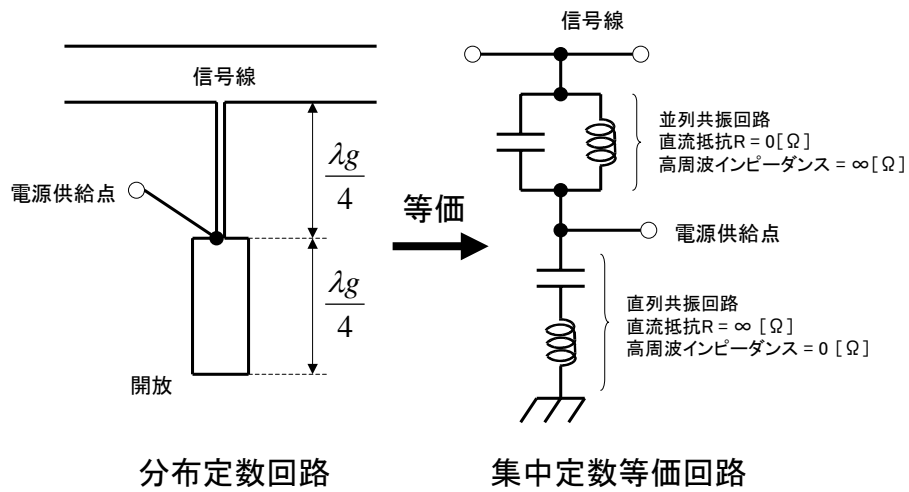 信号線
λg
4
電源供給点
λg
4
開放
分布定数回路
等価
信号線
並列共振回路
直流抵抗R = 0[Ω]
高周波インピーダンス = ∞[Ω]
電源供給点
直列共振回路
直流抵抗R = ∞ [Ω]
高周波インピーダンス = 0 [Ω]
集中定数等価回路